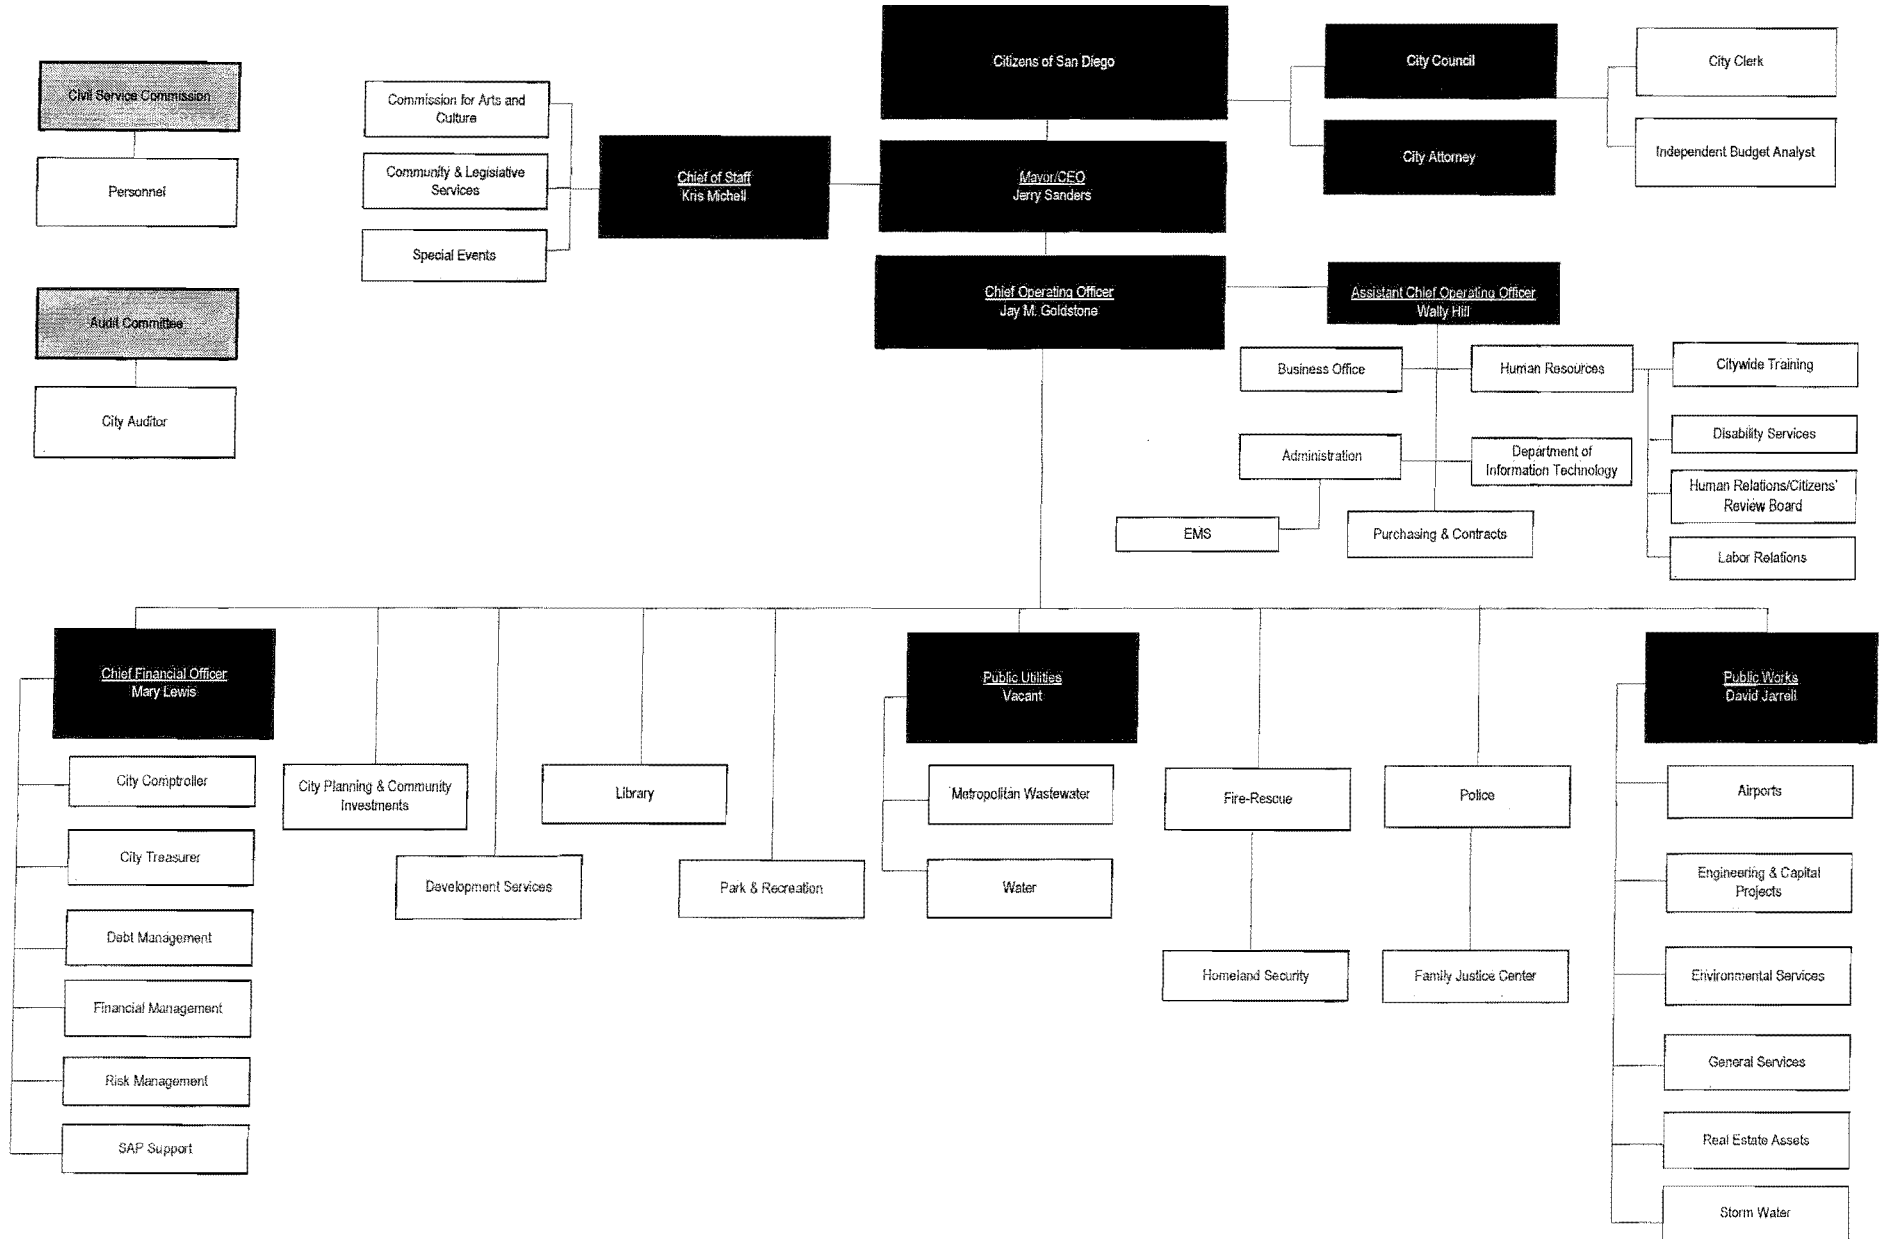 Citizens of San Diego
City Council
City Clerk
Civil Service Commission
Commission for Arts and
Culture
City Attorney
Independent Budget Analyst
Personnel
Community & Legislative
Services
Chief of Staff
Kris Michell
Mayor/CEO
Jerry Sanders
Special Events
Audit Committee
Chief Operating Officer
Jay M. Goldstone
Assistant Chief Operating Officer
Wally Hill
City Auditor
Business Office
Human Resources
Citywide Training
Disability Services
Administration
Department of
Information Technology
Human Relations/Citizens'
Review Board
EMS
Purchasing & Contracts
Labor Relations
Chief Financial Officer
Mary Lewis
Public Utilities
Vacant
Public Works
David Jarrell
City Comptroller
City Planning & Community
Investments
Library
Metropolitan Wastewater
Fire-Rescue
Police
Airports
City Treasurer
Development Services
Park & Recreation
Water
Engineering & Capital
Projects
Debt Management
Homeland Security
Family Justice Center
Environmental Services
Financial Management
General Services
Risk Management
Real Estate Assets
SAP Support
Storm Water